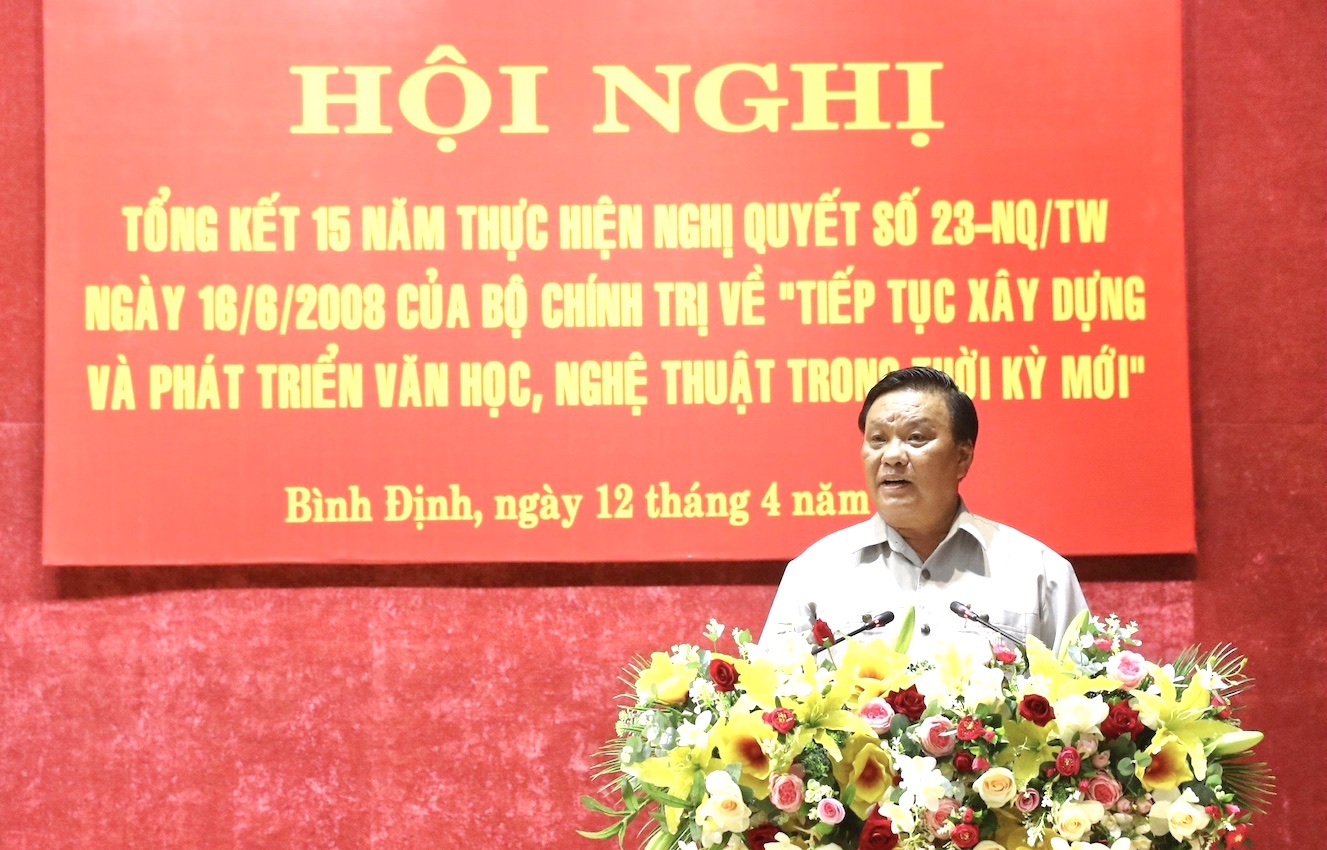 HỘI NGHỊ
TỔNG KẾT 15 NĂM THỰC HIỆN NGHỊ QUYẾT SỐ 23-NQ/TW
NGÀY 16/6/2008 CỦA BỘ CHÍNH TRỊ VỀ "TIẾP TỤC XÂY DỰNG
VÀ PHÁT TRIỂN VĂN HỌC, NGHỆ THUẬT TRONG THỜI KỲ MỚI"
Bình Định, ngày 12 tháng 4 năm